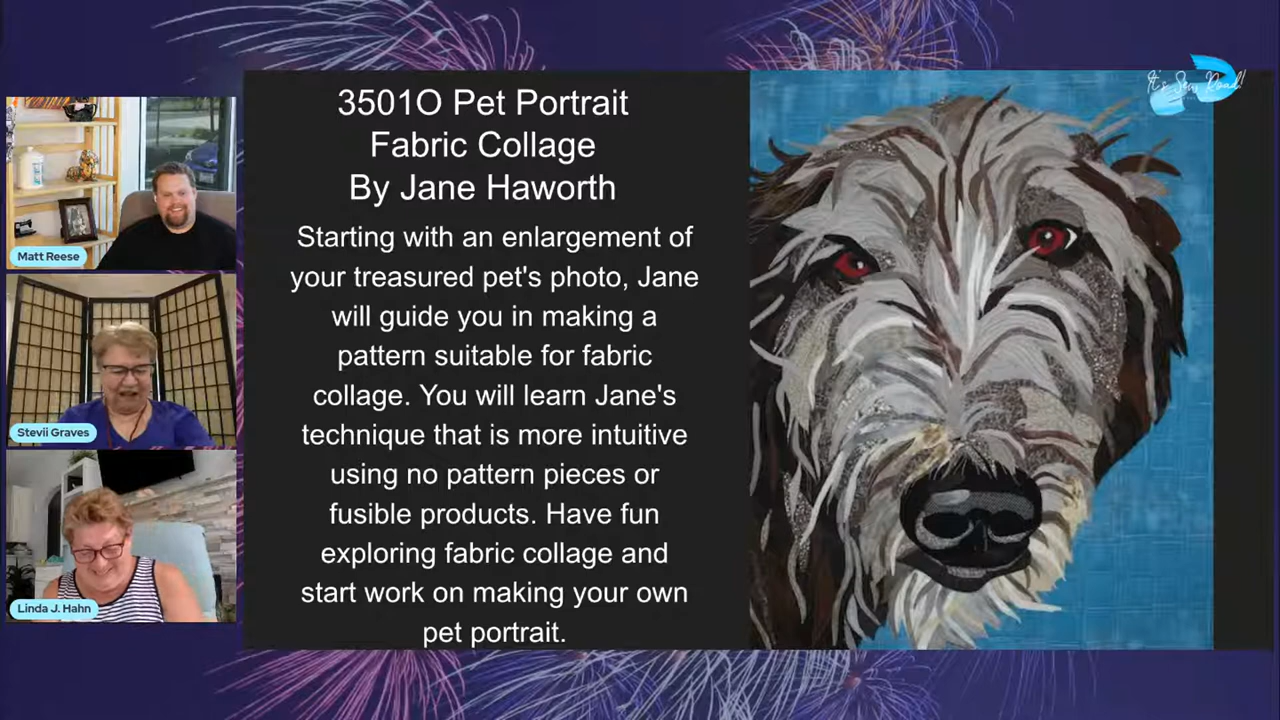 3501O Pet Portrait
Fabric Collage
By Jane Haworth
Starting with an enlargement of
your treasured pet's photo, Jane
will guide you in making a
pattern suitable for fabric
collage. You will learn Jane's
technique that is more intuitive
using no pattern pieces or
fusible products. Have fun
exploring fabric collage and
start work on making your own
pet portrait.
It's Sew Road!
Matt Reese
Stevii Graves
Linda J. Hahn